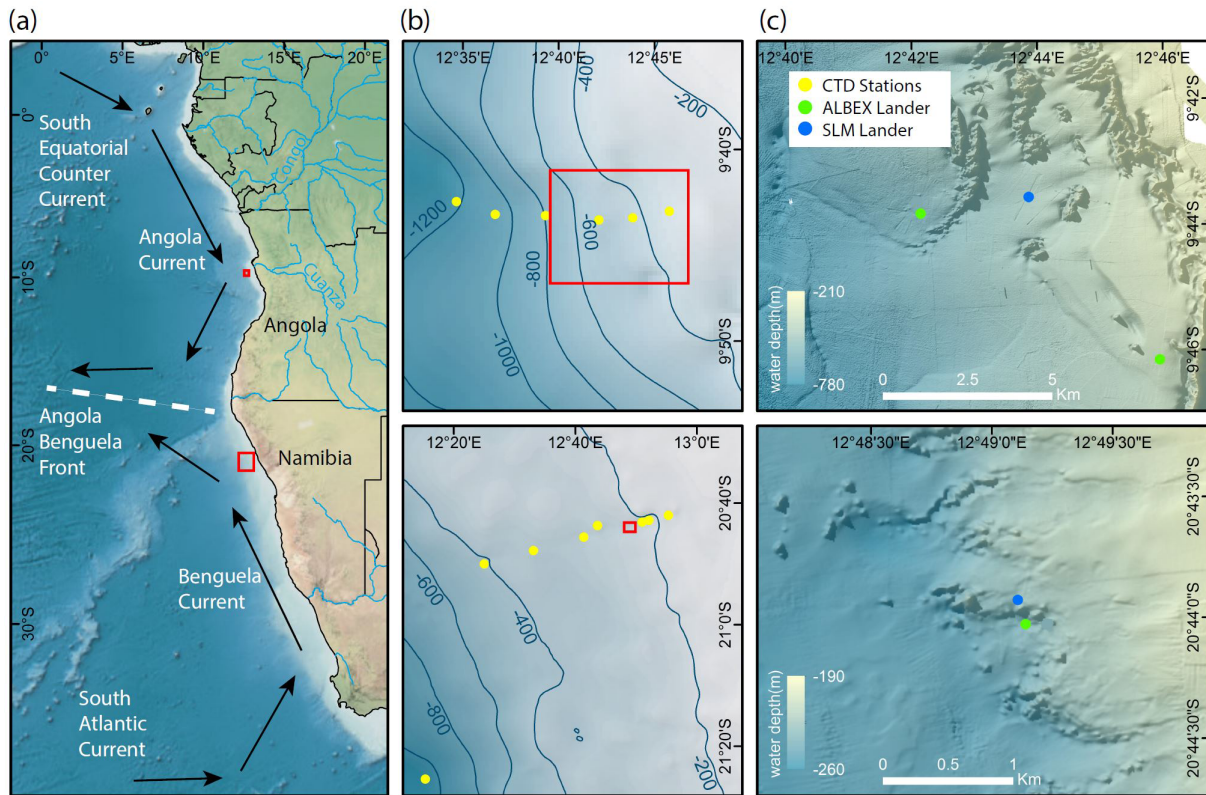 (a)
0°
5°E
10°E
15°E
20°E
0°
10°S
20°S
30°S
South
Equatorial
Counter
Current
Congo
Angola
Current
Cuanza
Angola
Angola
Benguela
Front
Namibia
Benguela
Current
South
Atlantic
Current
(b)
12°35'E
12°40'E
12°45'E
-400
-200
9°40'S
-1200
-600
-800
-1000
9°50'S
12°20'E
12°40'E
13°0'E
20°40'S
-600
-400
21°0'S
-800
-200
21°20'S
(c)
12°40'E
12°42'E
12°44'E
12°46'E
CTD Stations
ALBEX Lander
SLM Lander
9°42'S
9°44'S
9°46'S
water depth(m)
-210
-780
0
2.5
5
Km
12°48'30"E
12°49'0"E
12°49'30"E
20°43'30"S
20°44'0"S
20°44'30"S
water depth(m)
-190
-260
0
0.5
1
Km